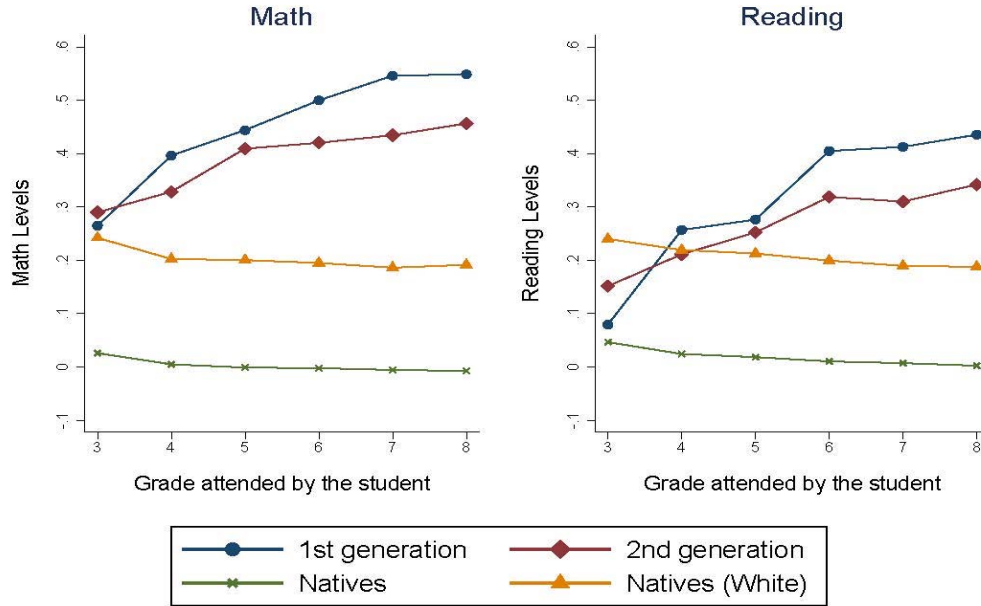 Math
Reading
Math Levels
.6
.5
.4
.3
.2
.1
0
-.1
3 4 5 6 7 8
Grade attended by the student
Reading Levels
.6
.5
.4
.3
.2
.1
0
-.1
3 4 5 6 7 8
Grade attended by the student
1st generation
2nd generation
Natives
Natives (White)